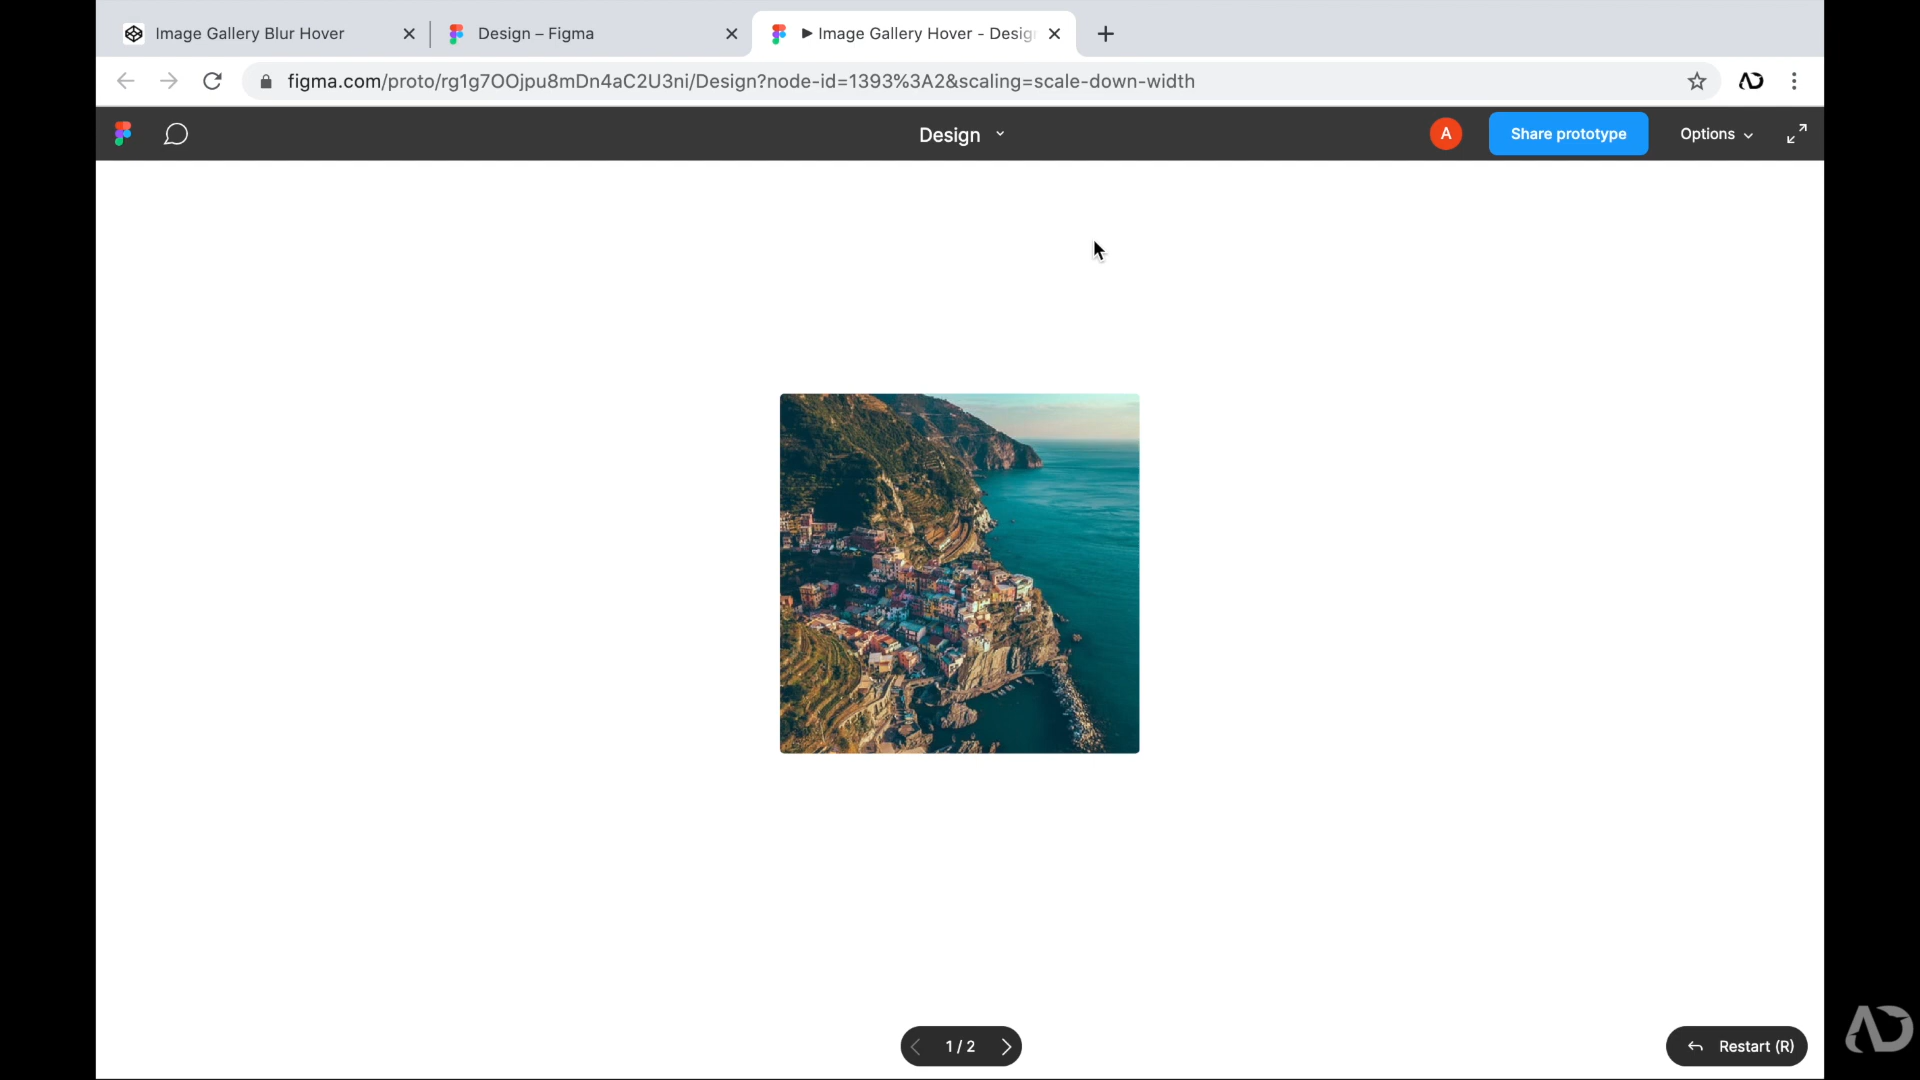 Image Gallery Blur Hover
Design – Figma
▶ Image Gallery Hover - Desig
figma.com/proto/rg1g7OOjpu8mDn4aC2U3ni/Design?node-id=1393%3A2&scaling=scale-down-width
Design
A
Share prototype
Options
1 / 2
Restart (R)
AD